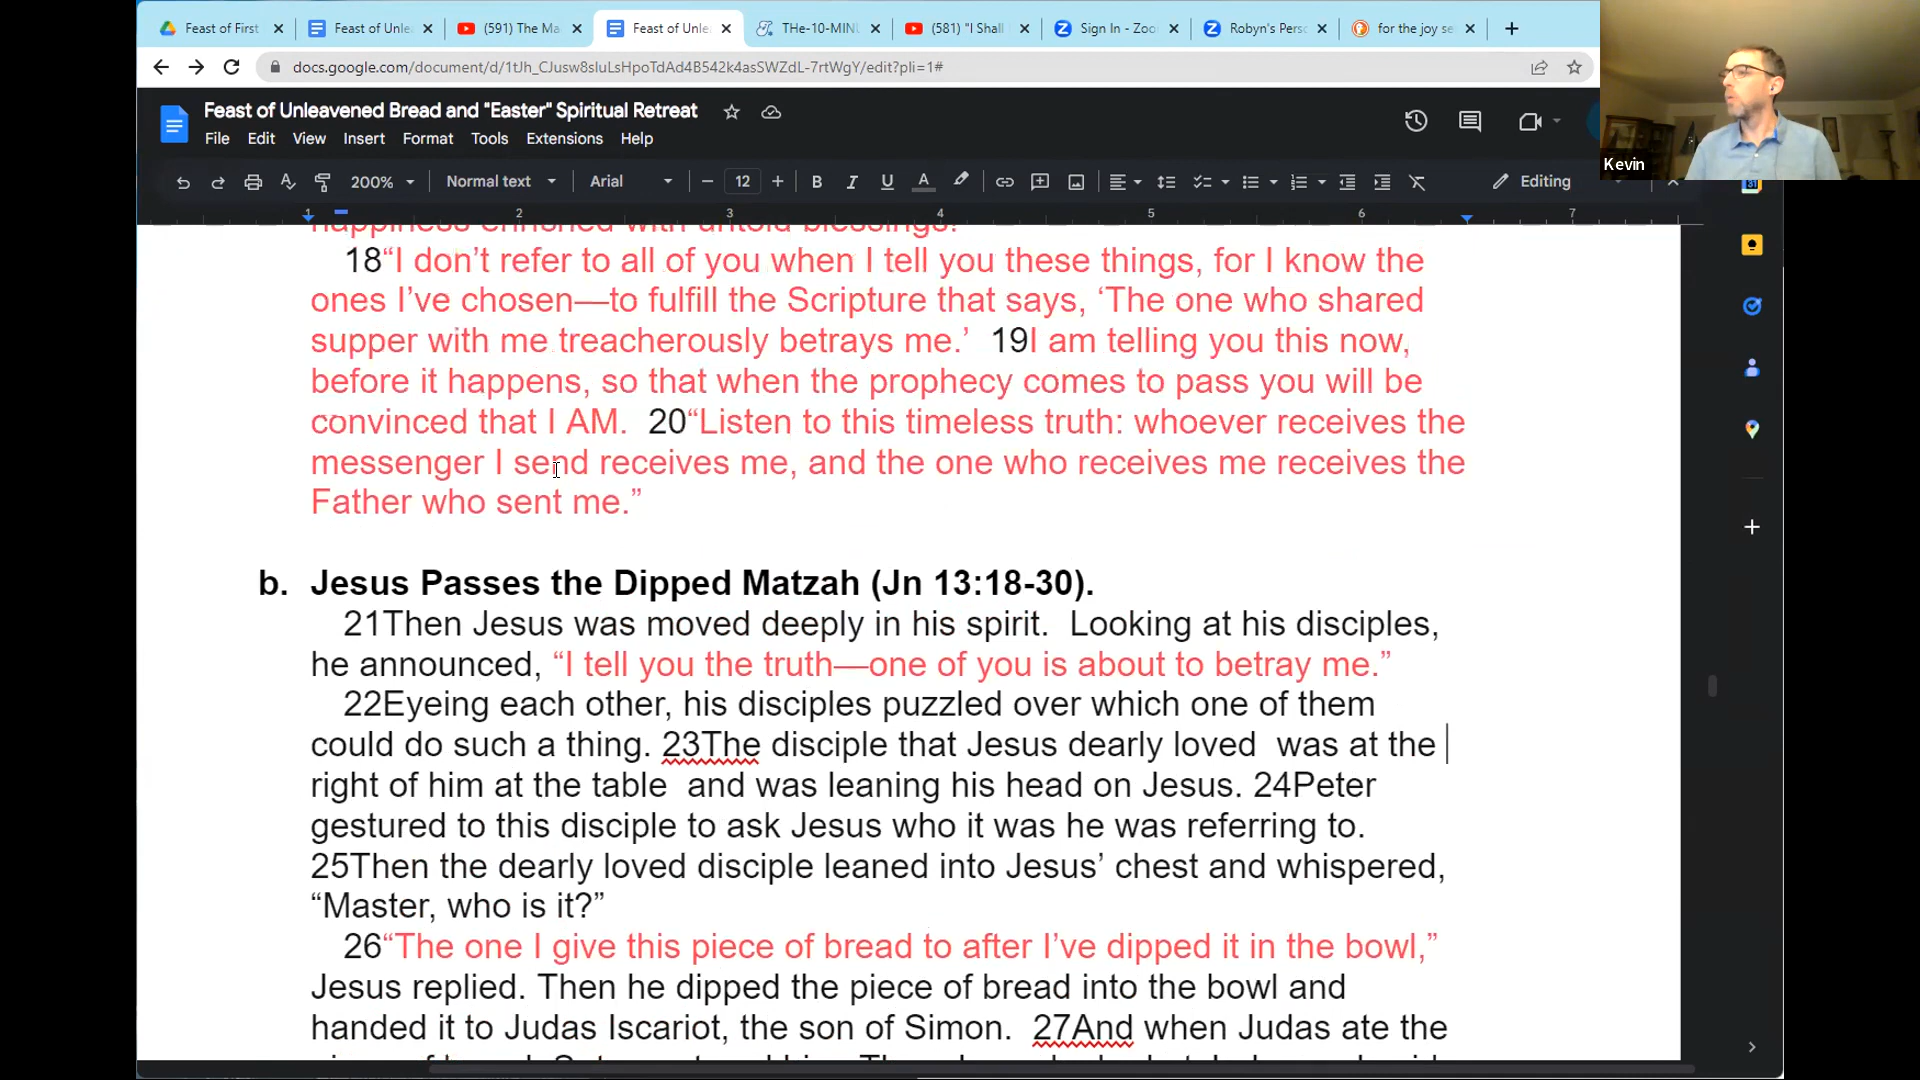 Feast of First
Feast of Unle
(591) The Ma
Feast of Unle
THe-10-MINU
(581) "I Shall
Sign In - Zoo
Robyn's Pers
for the joy se
docs.google.com/document/d/1tJh_CJusw8sluLsHpoTdAd4B542k4asSWZdL-7rtWgY/edit?pli=1#
Feast of Unleavened Bread and "Easter" Spiritual Retreat
File Edit View Insert Format Tools Extensions Help
200% Normal text Arial 12 Editing
Kevin
1 2 3 4 5 6 7
happiness enriched with untold blessings!
18“I don’t refer to all of you when I tell you these things, for I know the
ones I’ve chosen—to fulfill the Scripture that says, ‘The one who shared
supper with me treacherously betrays me.’ 19I am telling you this now,
before it happens, so that when the prophecy comes to pass you will be
convinced that I AM. 20“Listen to this timeless truth: whoever receives the
messenger I send receives me, and the one who receives me receives the
Father who sent me.”
b. Jesus Passes the Dipped Matzah (Jn 13:18-30).
21Then Jesus was moved deeply in his spirit. Looking at his disciples,
he announced, “I tell you the truth—one of you is about to betray me.”
22Eyeing each other, his disciples puzzled over which one of them
could do such a thing. 23The disciple that Jesus dearly loved was at the
right of him at the table and was leaning his head on Jesus. 24Peter
gestured to this disciple to ask Jesus who it was he was referring to.
25Then the dearly loved disciple leaned into Jesus’ chest and whispered,
“Master, who is it?”
26“The one I give this piece of bread to after I’ve dipped it in the bowl,”
Jesus replied. Then he dipped the piece of bread into the bowl and
handed it to Judas Iscariot, the son of Simon. 27And when Judas ate the